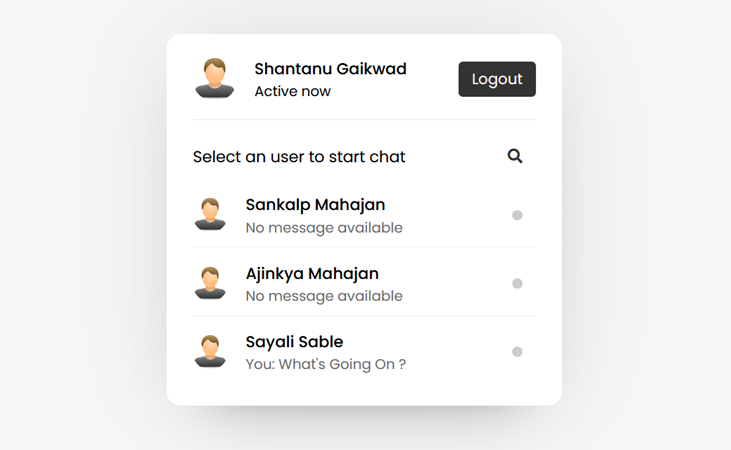 Shantanu Gaikwad
Active now
Logout
Select an user to start chat
Sankalp Mahajan
No message available
Ajinkya Mahajan
No message available
Sayali Sable
You: What's Going On ?